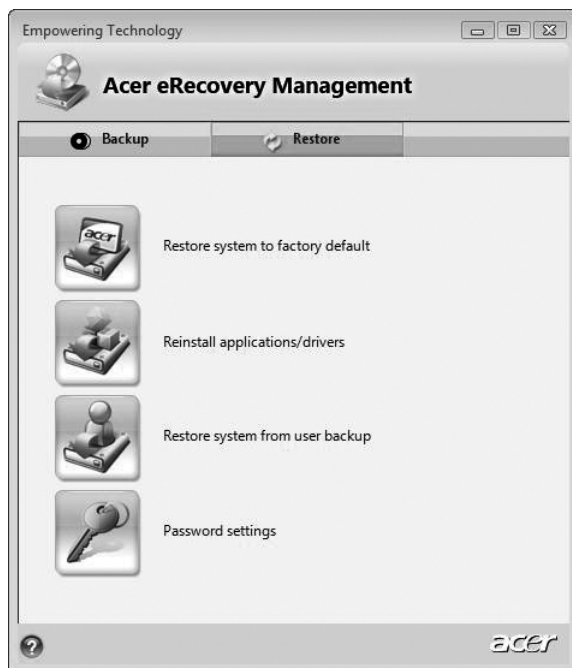 Empowering Technology
Acer eRecovery Management
Backup
Restore
acer
Restore system to factory default
Reinstall applications/drivers
Restore system from user backup
Password settings
?
acer